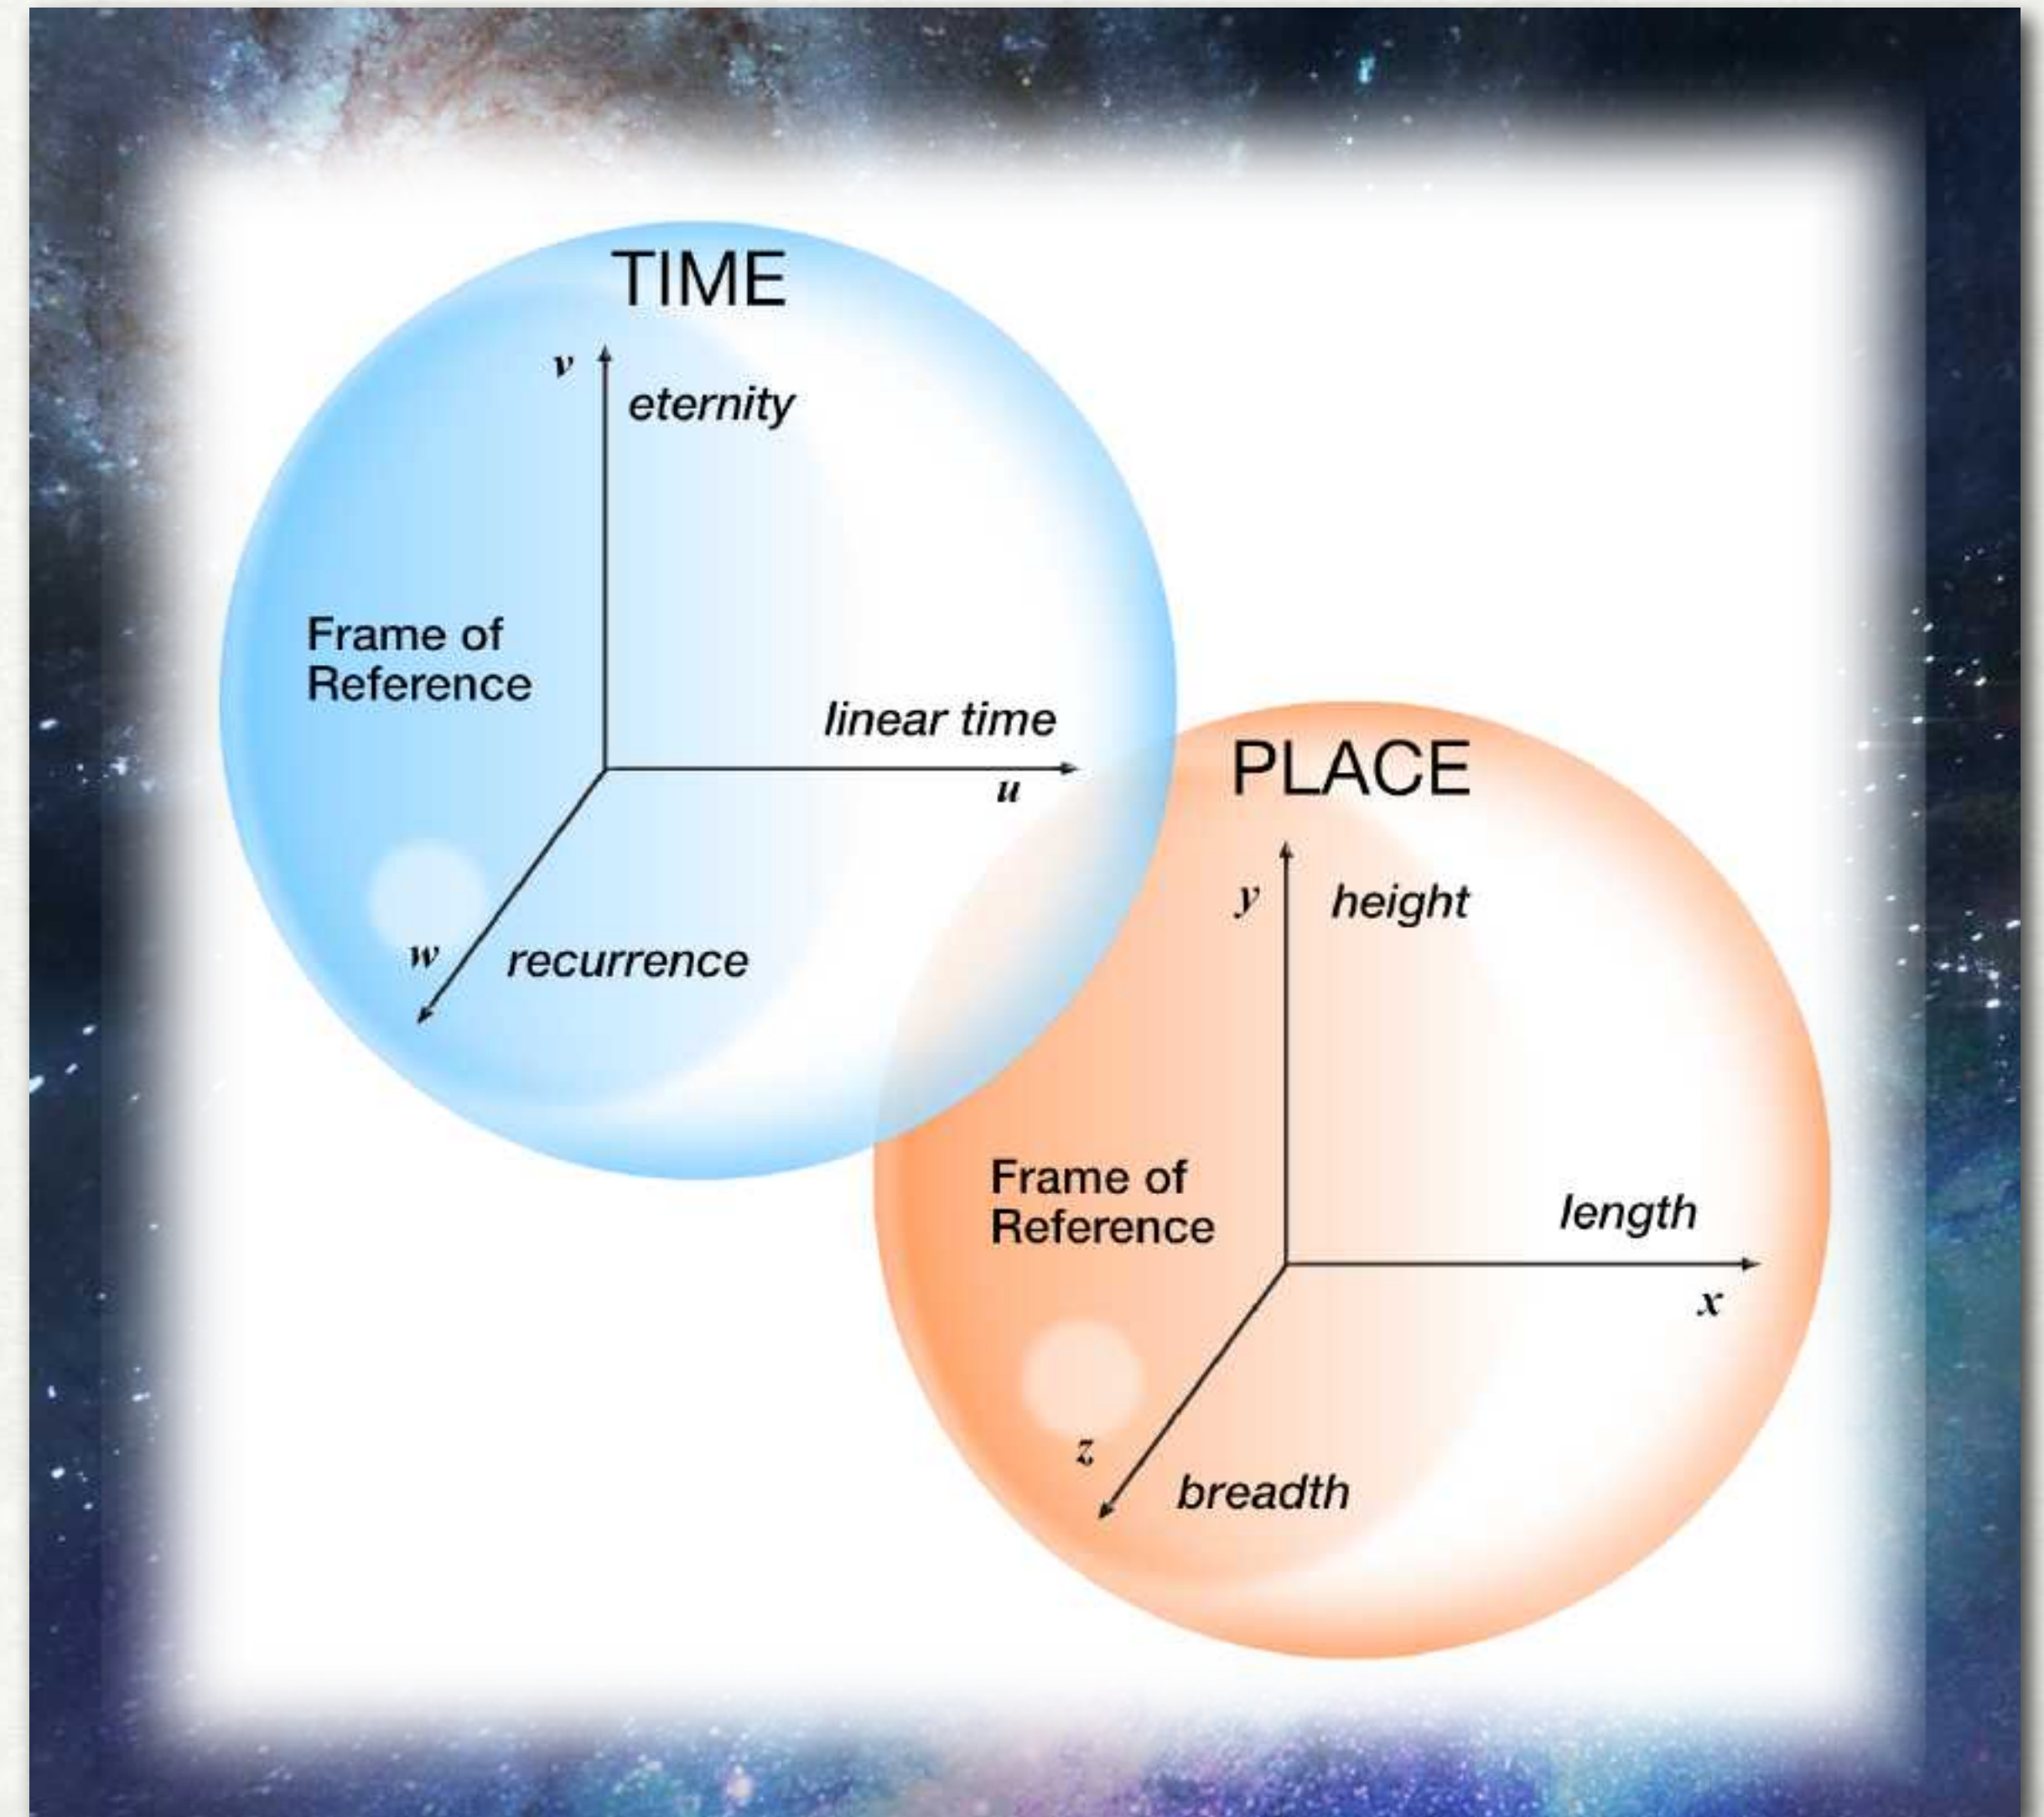 TIME
v
eternity
Frame of
Reference
linear time
u
w
recurrence
PLACE
y
height
Frame of
Reference
length
x
z
breadth